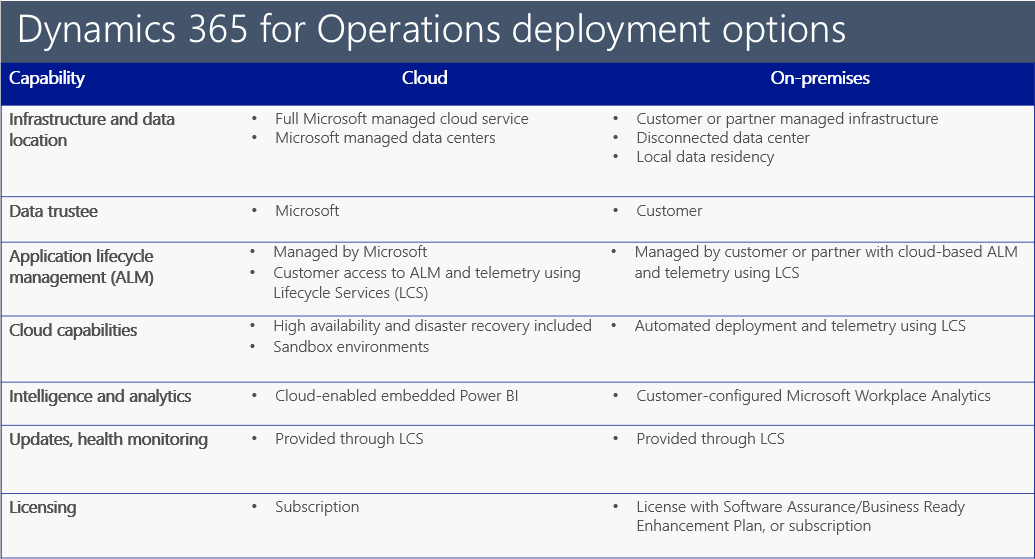 Dynamics 365 for Operations deployment options
Capability Cloud On-premises
Infrastructure and data
location
• Full Microsoft managed cloud service
• Microsoft managed data centers
• Customer or partner managed infrastructure
• Disconnected data center
• Local data residency
Data trustee
• Microsoft
• Customer
Application lifecycle
management (ALM)
• Managed by Microsoft
• Customer access to ALM and telemetry using
Lifecycle Services (LCS)
• Managed by customer or partner with cloud-based ALM
and telemetry using LCS
Cloud capabilities
• High availability and disaster recovery included
• Sandbox environments
• Automated deployment and telemetry using LCS
Intelligence and analytics
• Cloud-enabled embedded Power BI
• Customer-configured Microsoft Workplace Analytics
Updates, health monitoring
• Provided through LCS
• Provided through LCS
Licensing
• Subscription
• License with Software Assurance/Business Ready
Enhancement Plan, or subscription